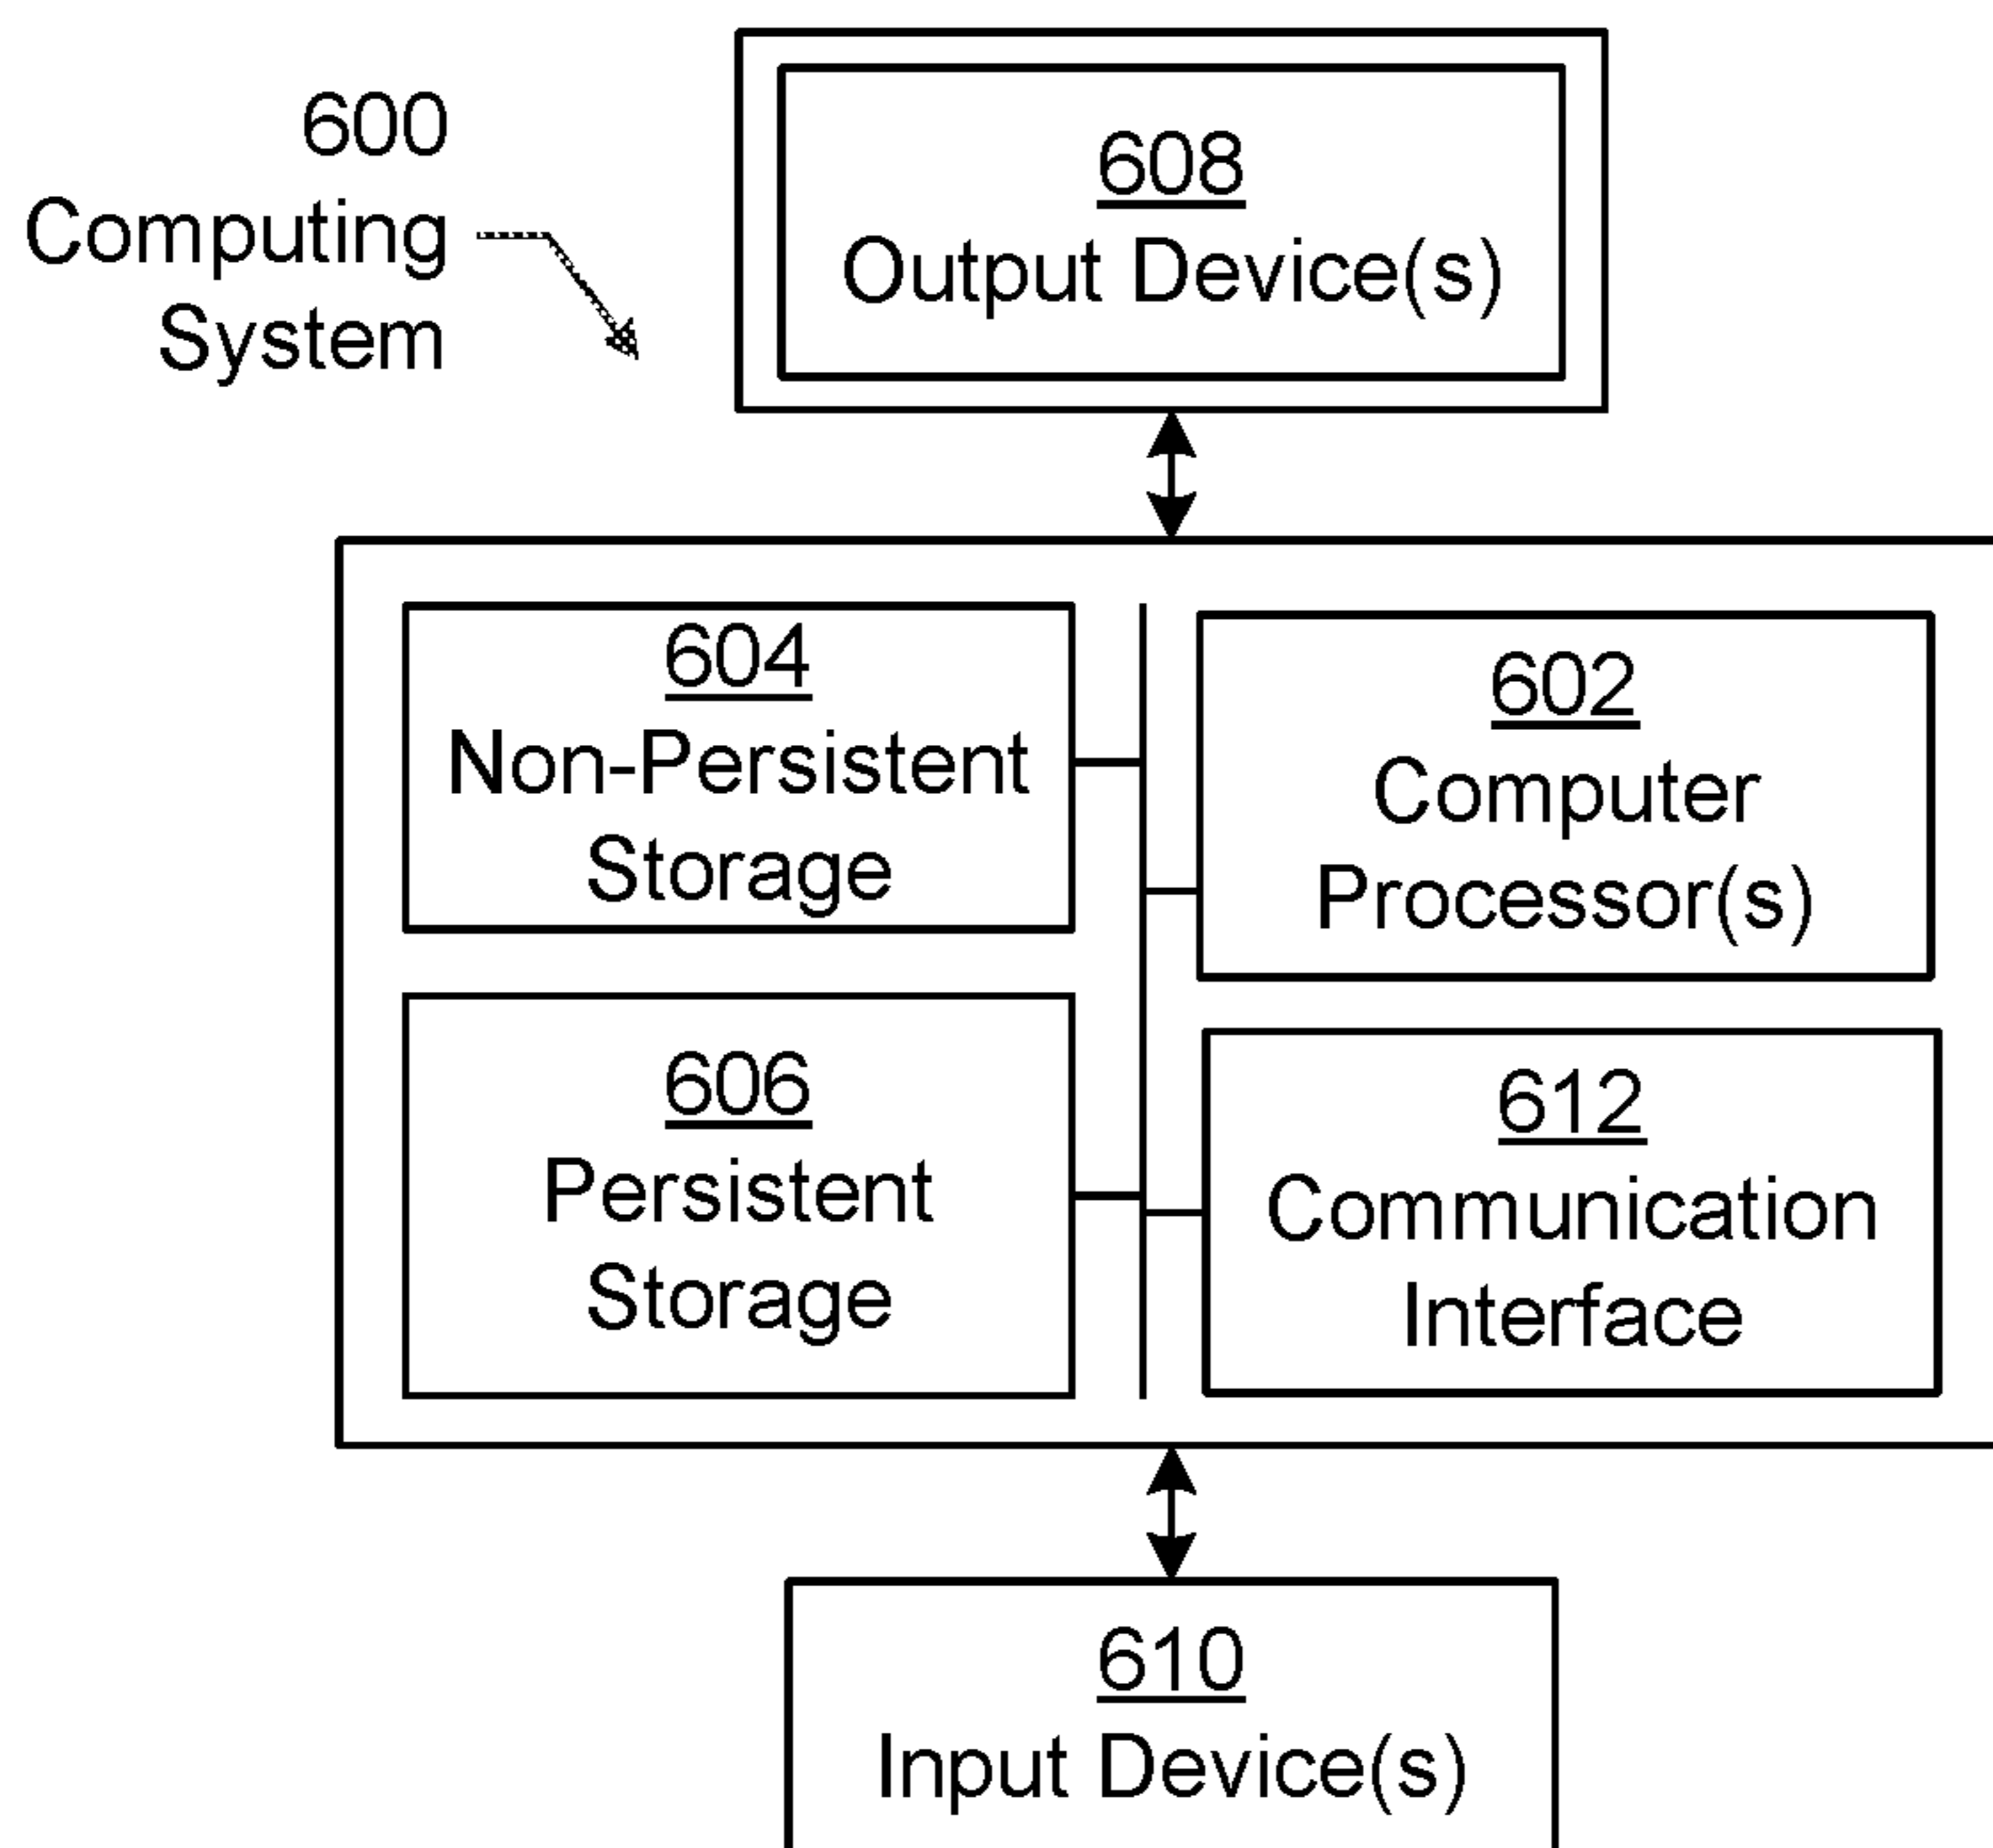 600
Computing
System
608
Output Device(s)
604
Non-Persistent
Storage
602
Computer
Processor(s)
606
Persistent
Storage
612
Communication
Interface
610
Input Device(s)